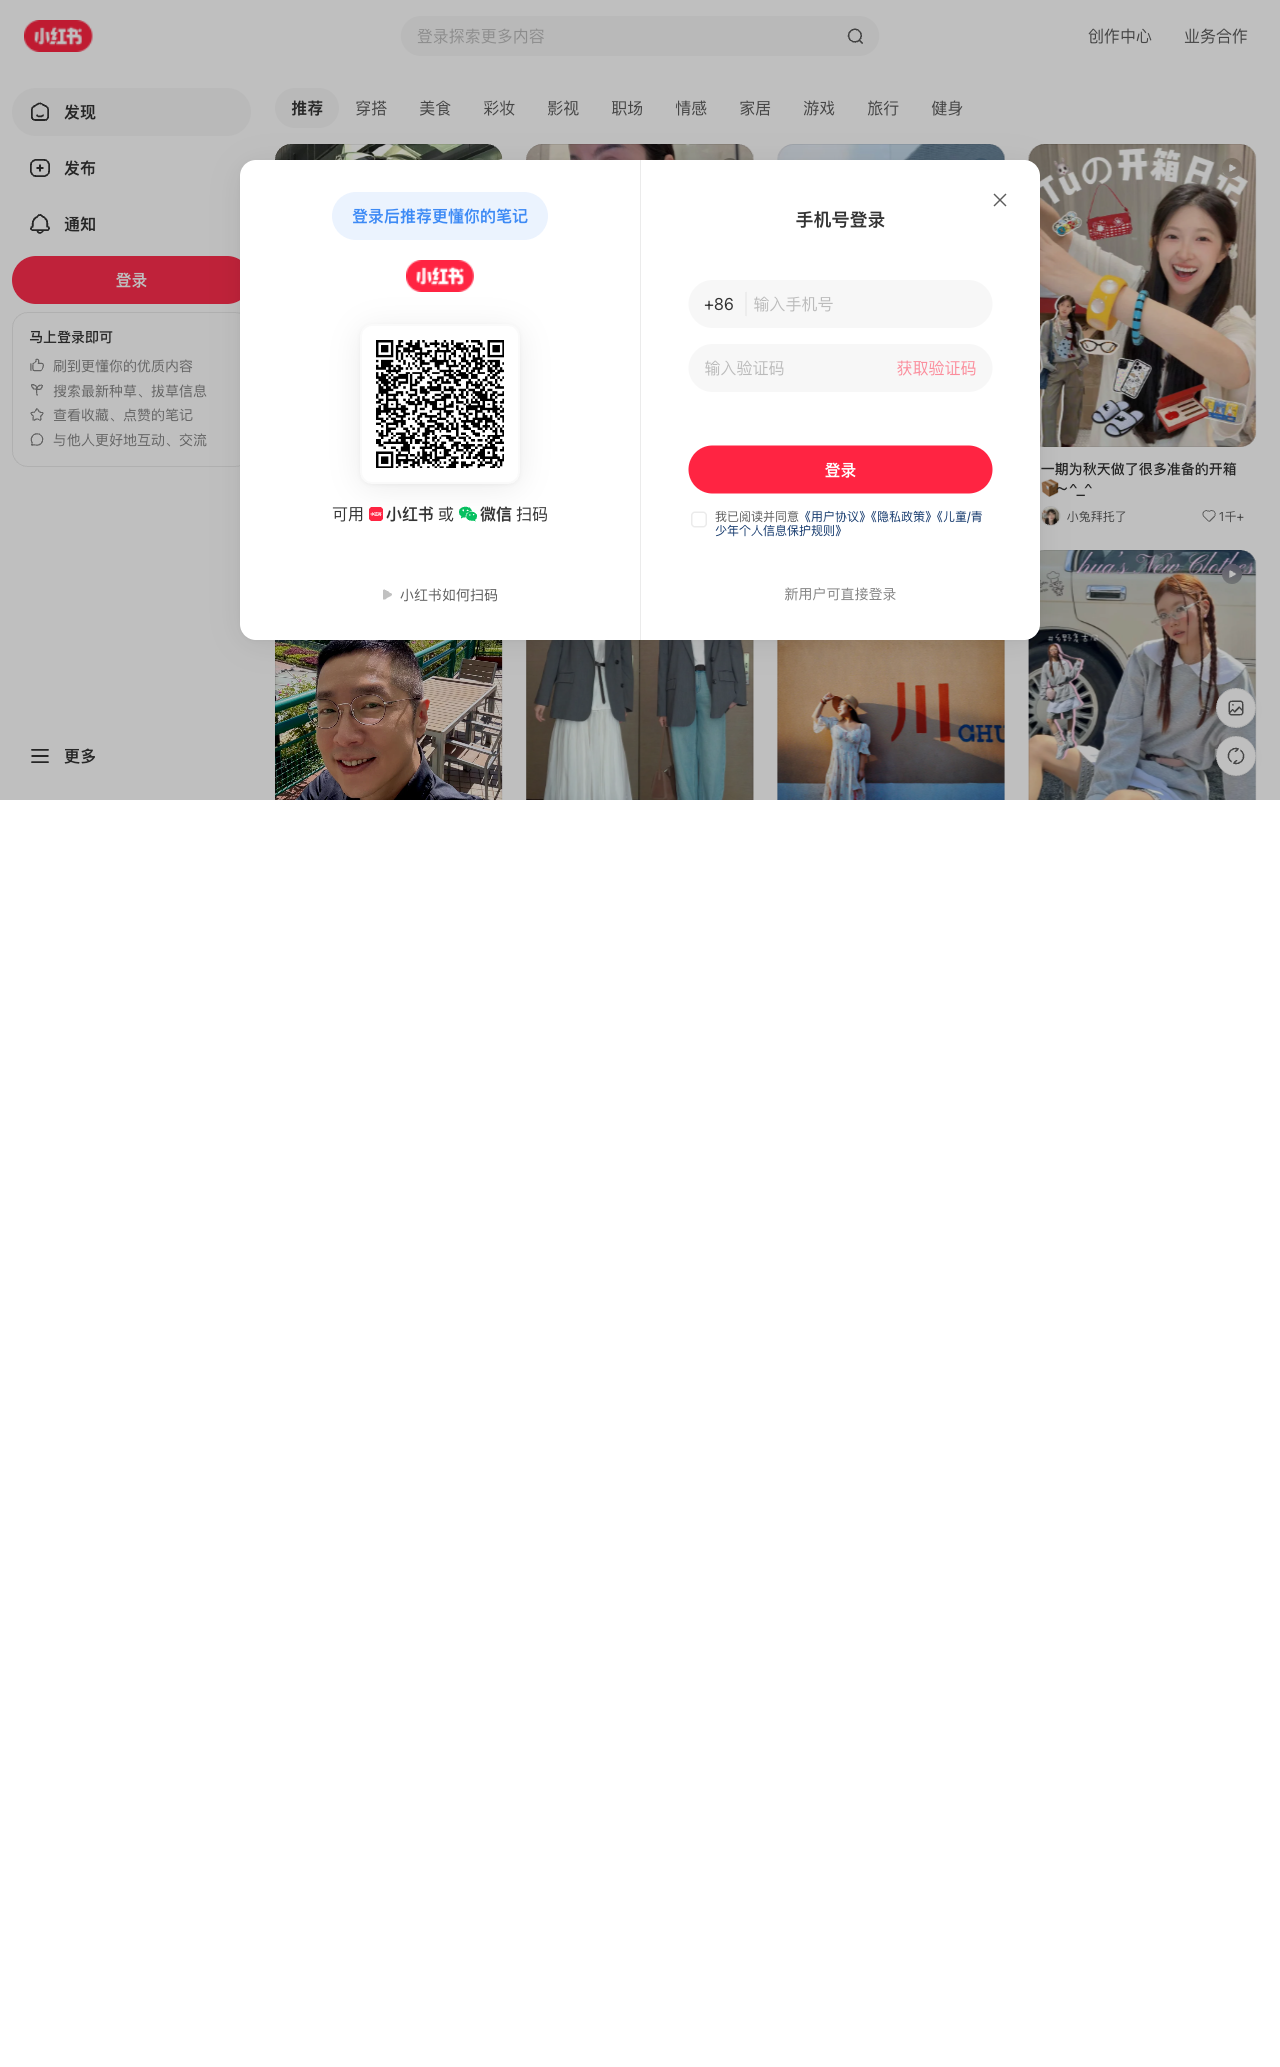 小红书
登录探索更多内容
创作中心
业务合作
发现
发布
通知
登录
马上登录即可
刷到更懂你的优质内容
搜索最新种草、拔草信息
查看收藏、点赞的笔记
与他人更好地互动、交流
更多
推荐 穿搭 美食 彩妆 影视 职场 情感 家居 游戏 旅行 健身
登录后推荐更懂你的笔记
小红书
可用 小红书 或 微信 扫码
小红书如何扫码
手机号登录
+86 输入手机号
输入验证码 获取验证码
登录
我已阅读并同意《用户协议》《隐私政策》《儿童/青
少年个人信息保护规则》
新用户可直接登录
Tuの开箱日记
一期为秋天做了很多准备的开箱
📦~^_^
小兔拜托了 1千+
hua's New Clothes
川
CHU